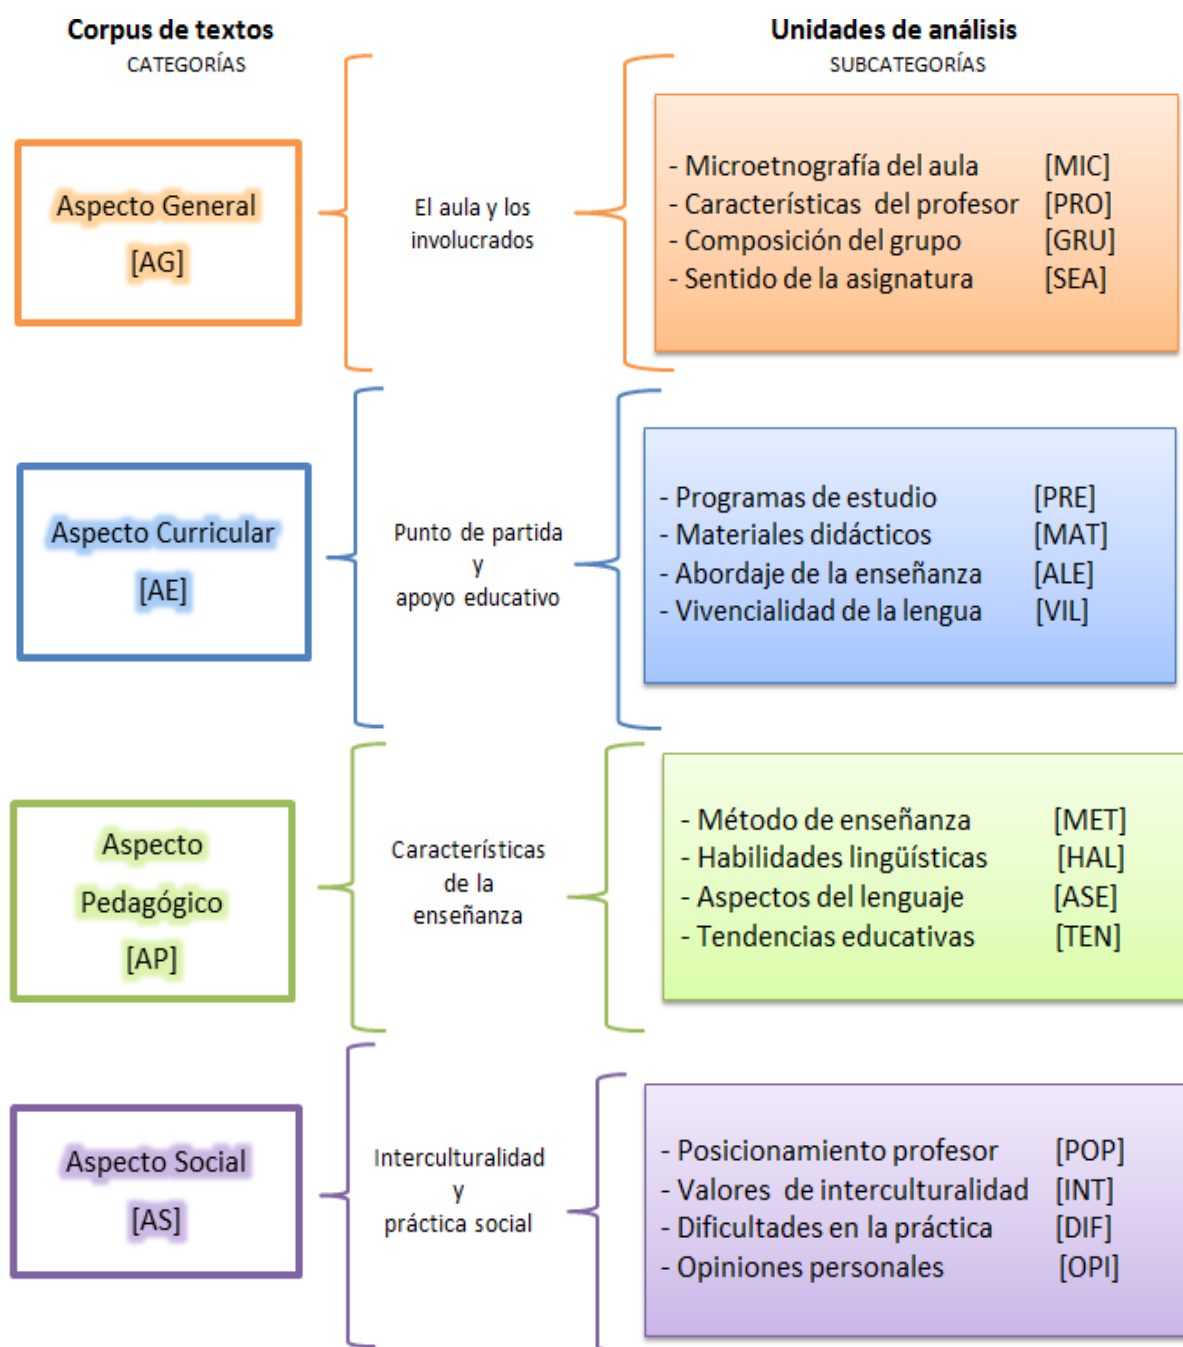 Corpus de textos
CATEGORÍAS
Unidades de análisis
SUBCATEGORÍAS
Aspecto General
[AG]
El aula y los
involucrados
- Microetnografía del aula [MIC]
- Características del profesor [PRO]
- Composición del grupo [GRU]
- Sentido de la asignatura [SEA]
Aspecto Curricular
[AE]
Punto de partida
y
apoyo educativo
- Programas de estudio [PRE]
- Materiales didácticos [MAT]
- Abordaje de la enseñanza [ALE]
- Vivencialidad de la lengua [VIL]
Aspecto
Pedagógico
[AP]
Características
de la
enseñanza
- Método de enseñanza [MET]
- Habilidades lingüísticas [HAL]
- Aspectos del lenguaje [ASE]
- Tendencias educativas [TEN]
Aspecto Social
[AS]
Interculturalidad
y
práctica social
- Posicionamiento profesor [POP]
- Valores de interculturalidad [INT]
- Dificultades en la práctica [DIF]
- Opiniones personales [OPI]